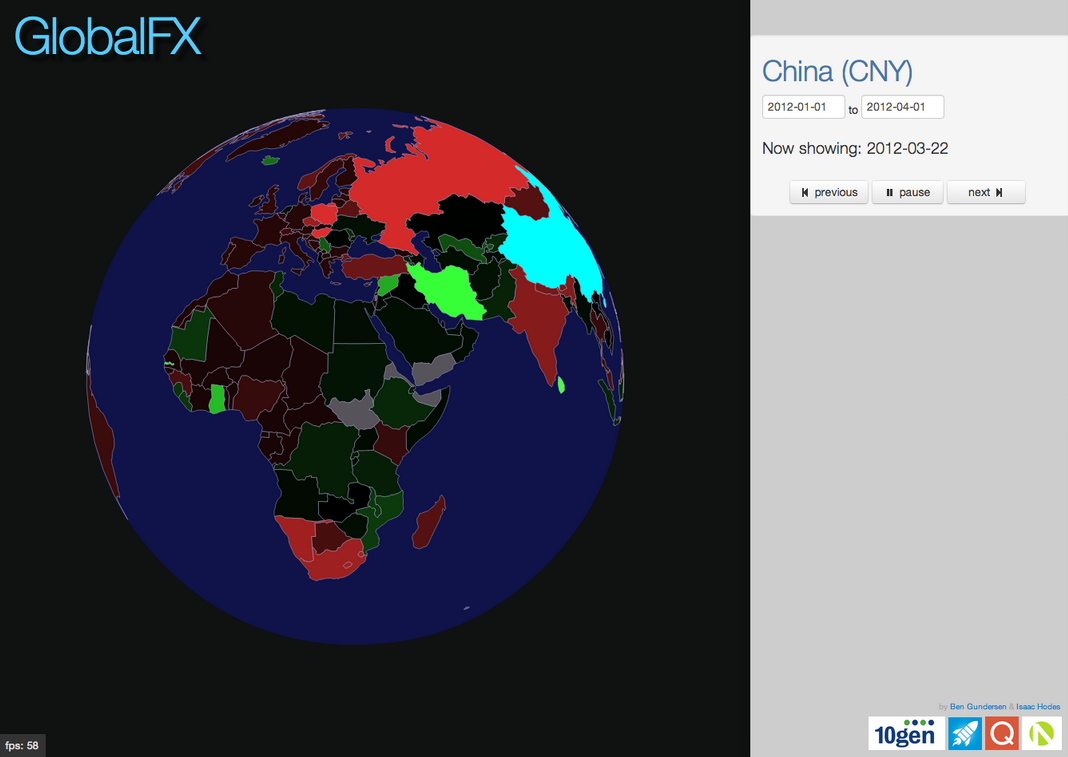 GlobalFX
China (CNY)
2012-01-01 to 2012-04-01
Now showing: 2012-03-22
previous pause next
by Ben Gundersen & Isaac Hodes
10gen Q N
fps: 58